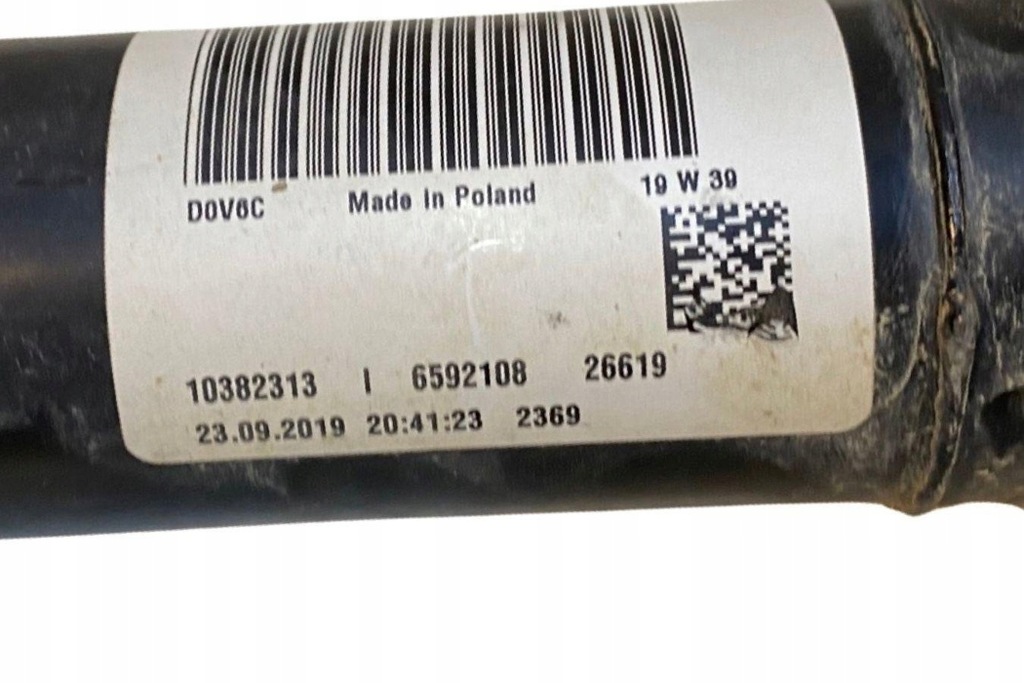 D0V6C Made in Poland 19 W 39
10382313 I 6592108 26619
23.09.2019 20:41:23 2369